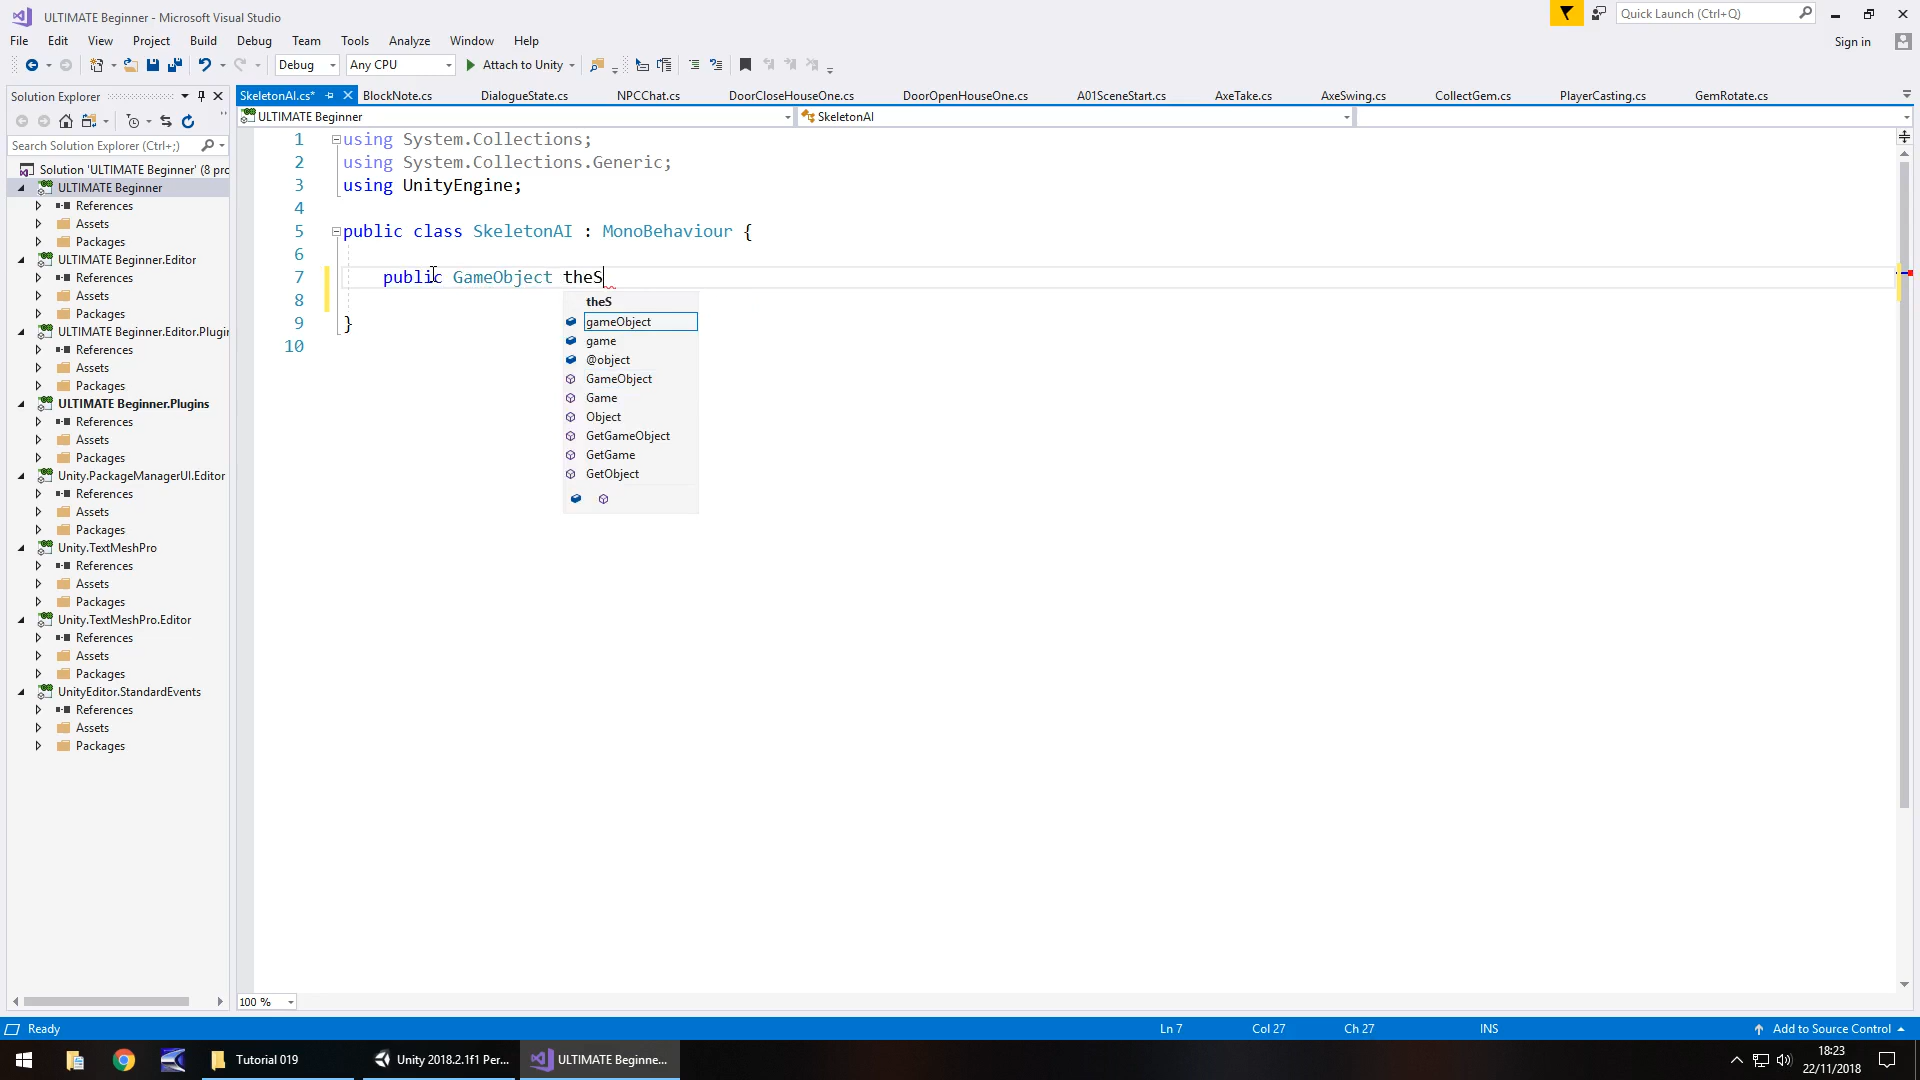 ULTIMATE Beginner - Microsoft Visual Studio
Quick Launch (Ctrl+Q)
File Edit View Project Build Debug Team Tools Analyze Window Help
Sign in
Debug Any CPU Attach to Unity
Solution Explorer
SkeletonAI.cs* BlockNote.cs DialogueState.cs NPCChat.cs DoorCloseHouseOne.cs DoorOpenHouseOne.cs A01SceneStart.cs AxeTake.cs AxeSwing.cs CollectGem.cs PlayerCasting.cs GemRotate.cs
ULTIMATE Beginner SkeletonAI
Search Solution Explorer (Ctrl+;)
Solution 'ULTIMATE Beginner' (8 pro
ULTIMATE Beginner
References
Assets
Packages
ULTIMATE Beginner.Editor
References
Assets
Packages
ULTIMATE Beginner.Editor.Plugin
References
Assets
Packages
ULTIMATE Beginner.Plugins
References
Assets
Packages
Unity.PackageManagerUI.Editor
References
Assets
Packages
Unity.TextMeshPro
References
Assets
Packages
Unity.TextMeshPro.Editor
References
Assets
Packages
UnityEditor.StandardEvents
References
Assets
Packages
1 using System.Collections;
2 using System.Collections.Generic;
3 using UnityEngine;
4
5 public class SkeletonAI : MonoBehaviour {
6
7 public GameObject theS
8
9 }
10
theS
gameObject
game
@object
GameObject
Game
Object
GetGameObject
GetGame
GetObject
100 %
Ready Ln 7 Col 27 Ch 27 INS Add to Source Control
Tutorial 019 Unity 2018.2.1f1 Per... ULTIMATE Beginne...
18:23
22/11/2018